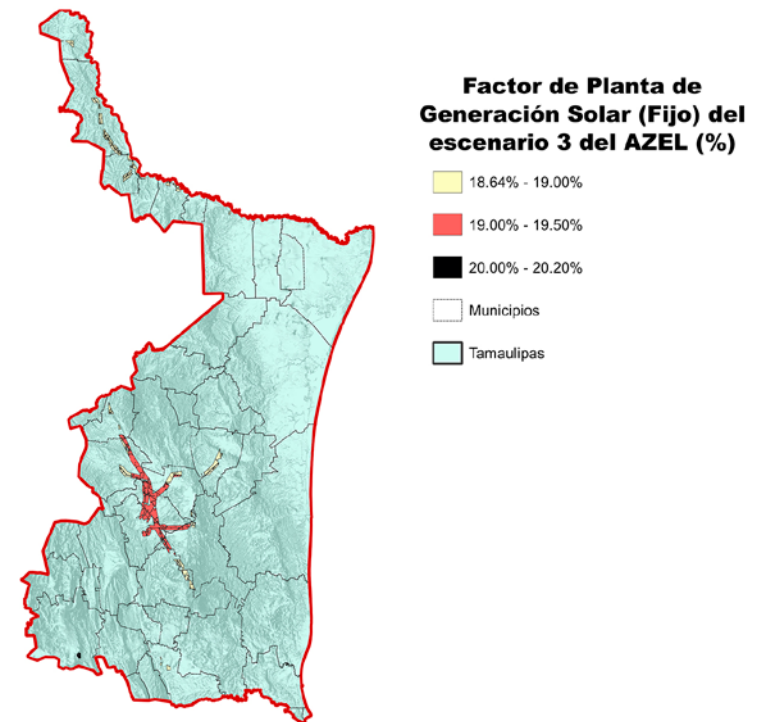 Factor de Planta de
Generación Solar (Fijo) del
escenario 3 del AZEL (%)
18.64% - 19.00%
19.00% - 19.50%
20.00% - 20.20%
Municipios
Tamaulipas